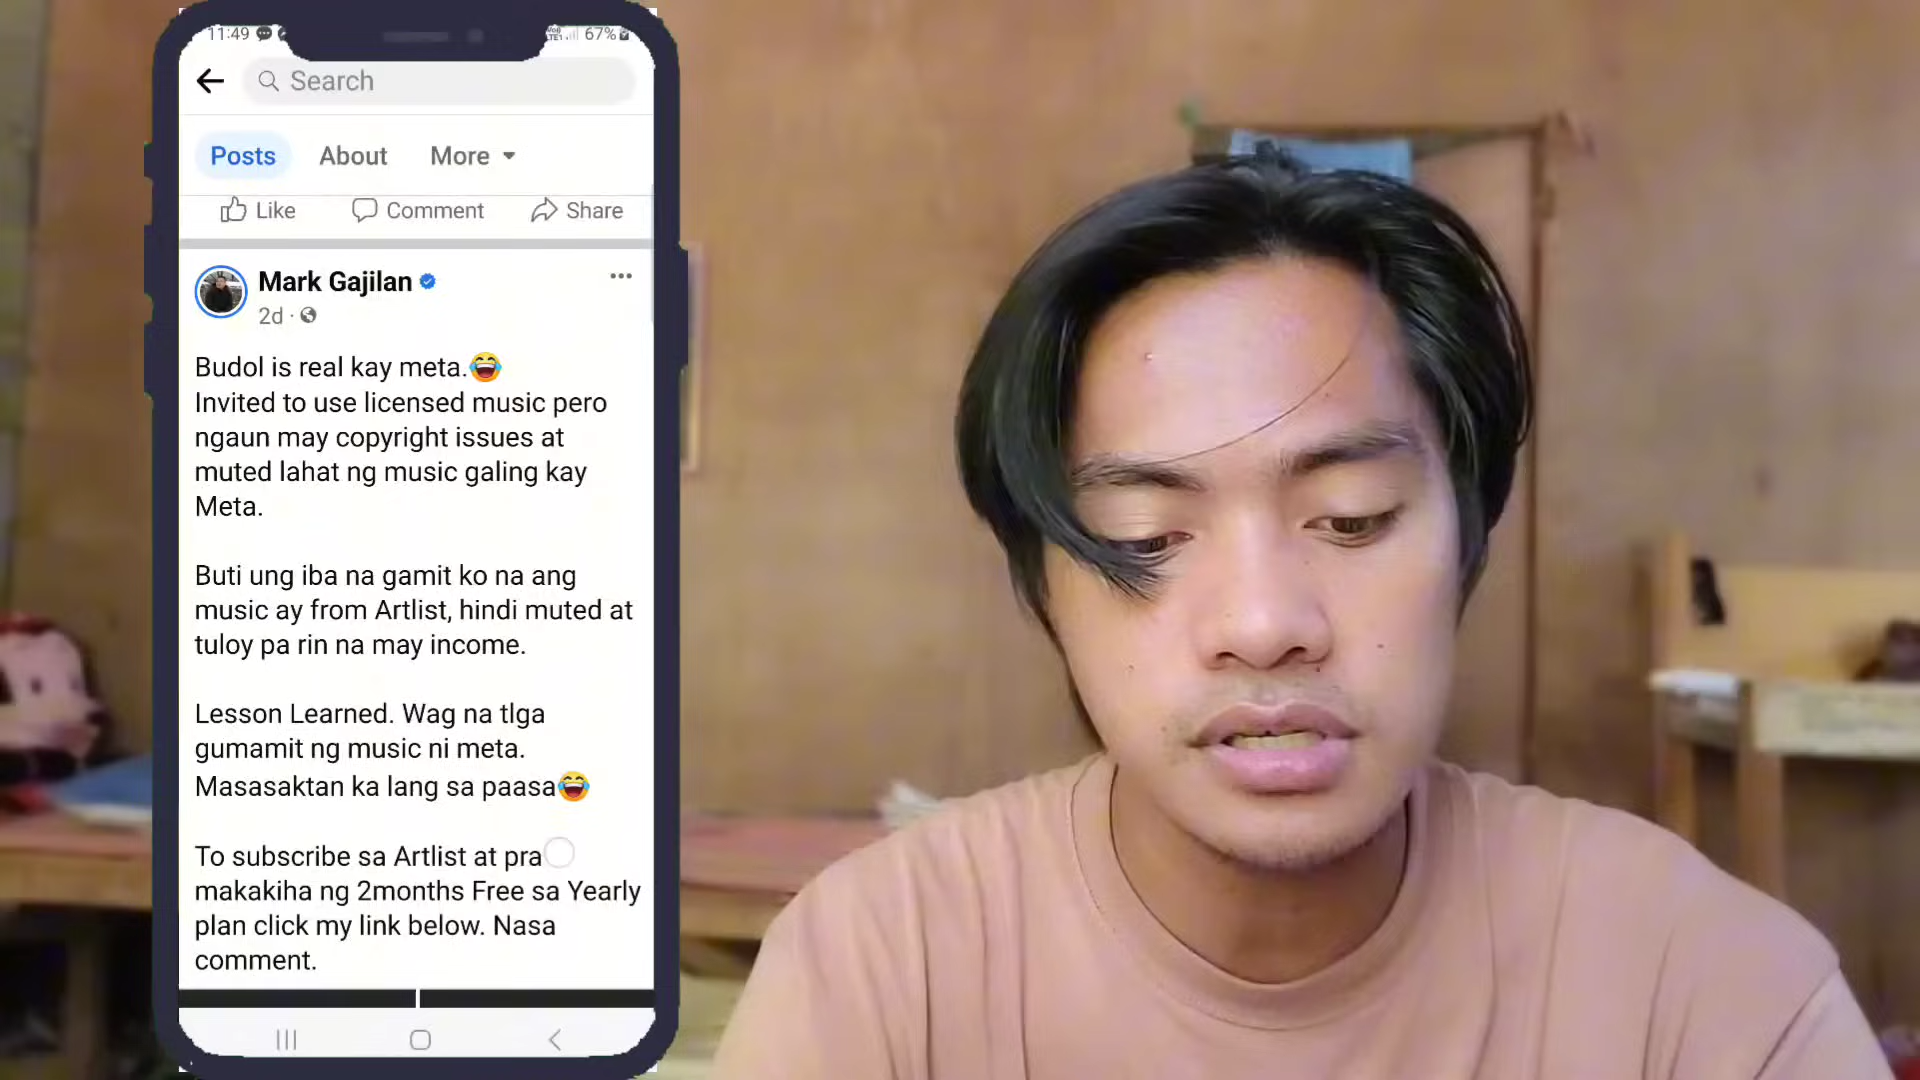 11:49
67%
Search
Posts About More
Like Comment Share
Mark Gajilan
2d
Budol is real kay meta.😂
Invited to use licensed music pero
ngaun may copyright issues at
muted lahat ng music galing kay
Meta.
Buti ung iba na gamit ko na ang
music ay from Artlist, hindi muted at
tuloy pa rin na may income.
Lesson Learned. Wag na tlga
gumamit ng music ni meta.
Masasaktan ka lang sa paasa😂
To subscribe sa Artlist at pra
makakiha ng 2months Free sa Yearly
plan click my link below. Nasa
comment.